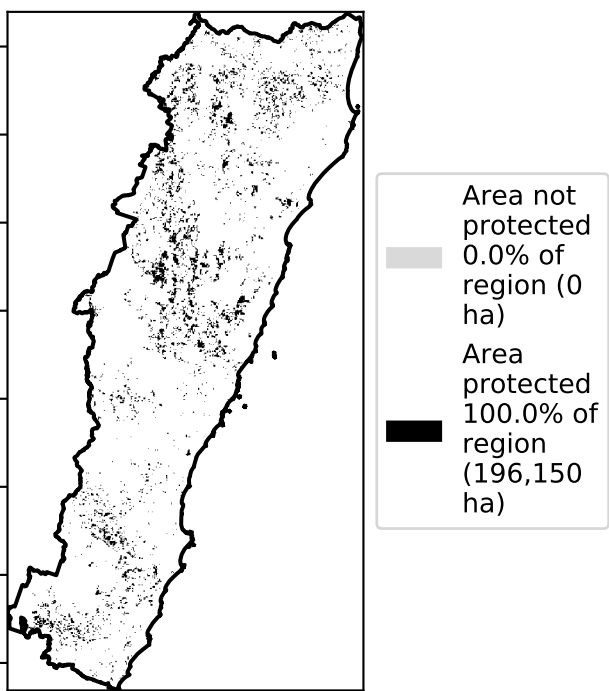 Area not
protected
0.0% of
region (0
ha)
Area
protected
100.0% of
region
(196,150
ha)